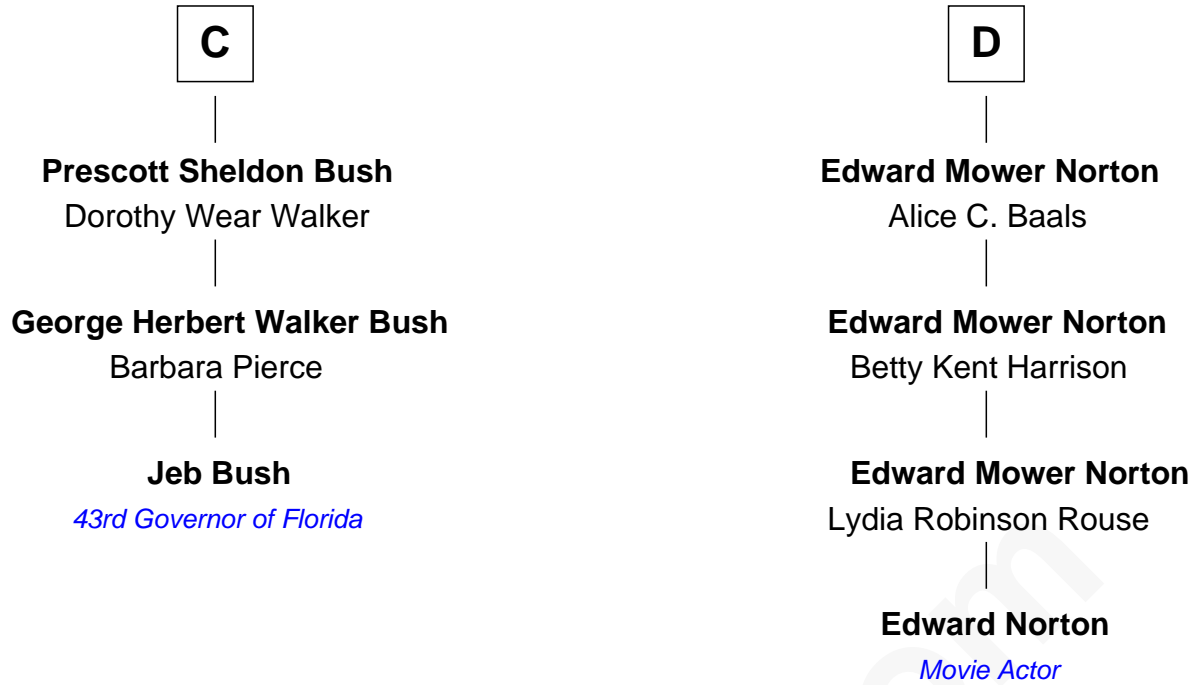 C
Prescott Sheldon Bush
Dorothy Wear Walker
George Herbert Walker Bush
Barbara Pierce
Jeb Bush
43rd Governor of Florida
D
Edward Mower Norton
Alice C. Baals
Edward Mower Norton
Betty Kent Harrison
Edward Mower Norton
Lydia Robinson Rouse
Edward Norton
Movie Actor